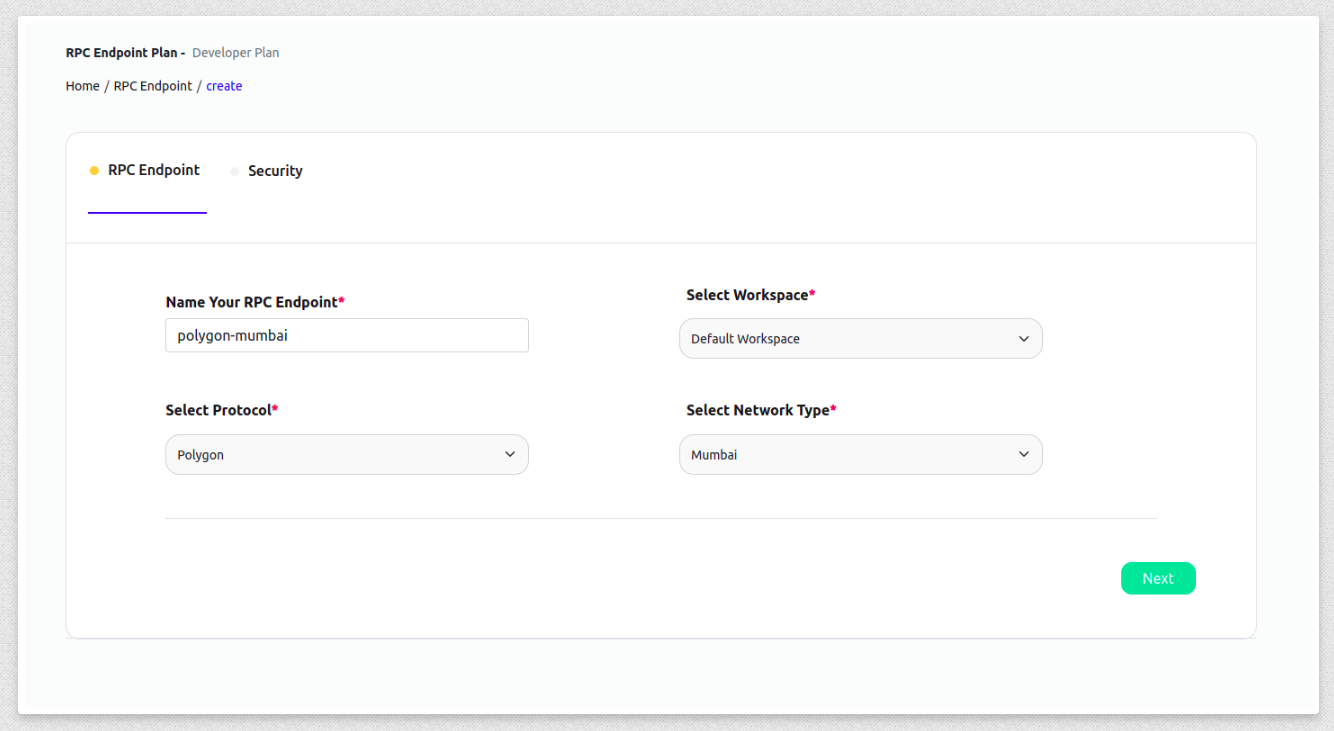 RPC Endpoint Plan - Developer Plan
Home / RPC Endpoint / create
RPC Endpoint
Security
Name Your RPC Endpoint*
polygon-mumbai
Select Workspace*
Default Workspace
Select Protocol*
Polygon
Select Network Type*
Mumbai
Next